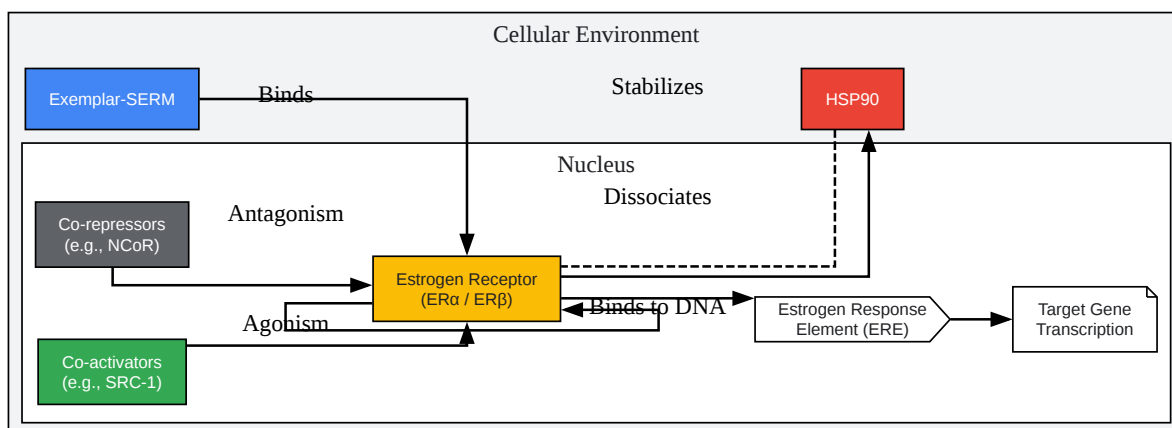 Cellular Environment
Exemplar-SERM
Binds
Stabilizes
HSP90
Nucleus
Dissociates
Co-repressors
(e.g., NCoR)
Antagonism
Estrogen Receptor
(ERα / ERβ)
Agonism
Binds to DNA
Estrogen Response
Element (ERE)
Target Gene
Transcription
Co-activators
(e.g., SRC-1)